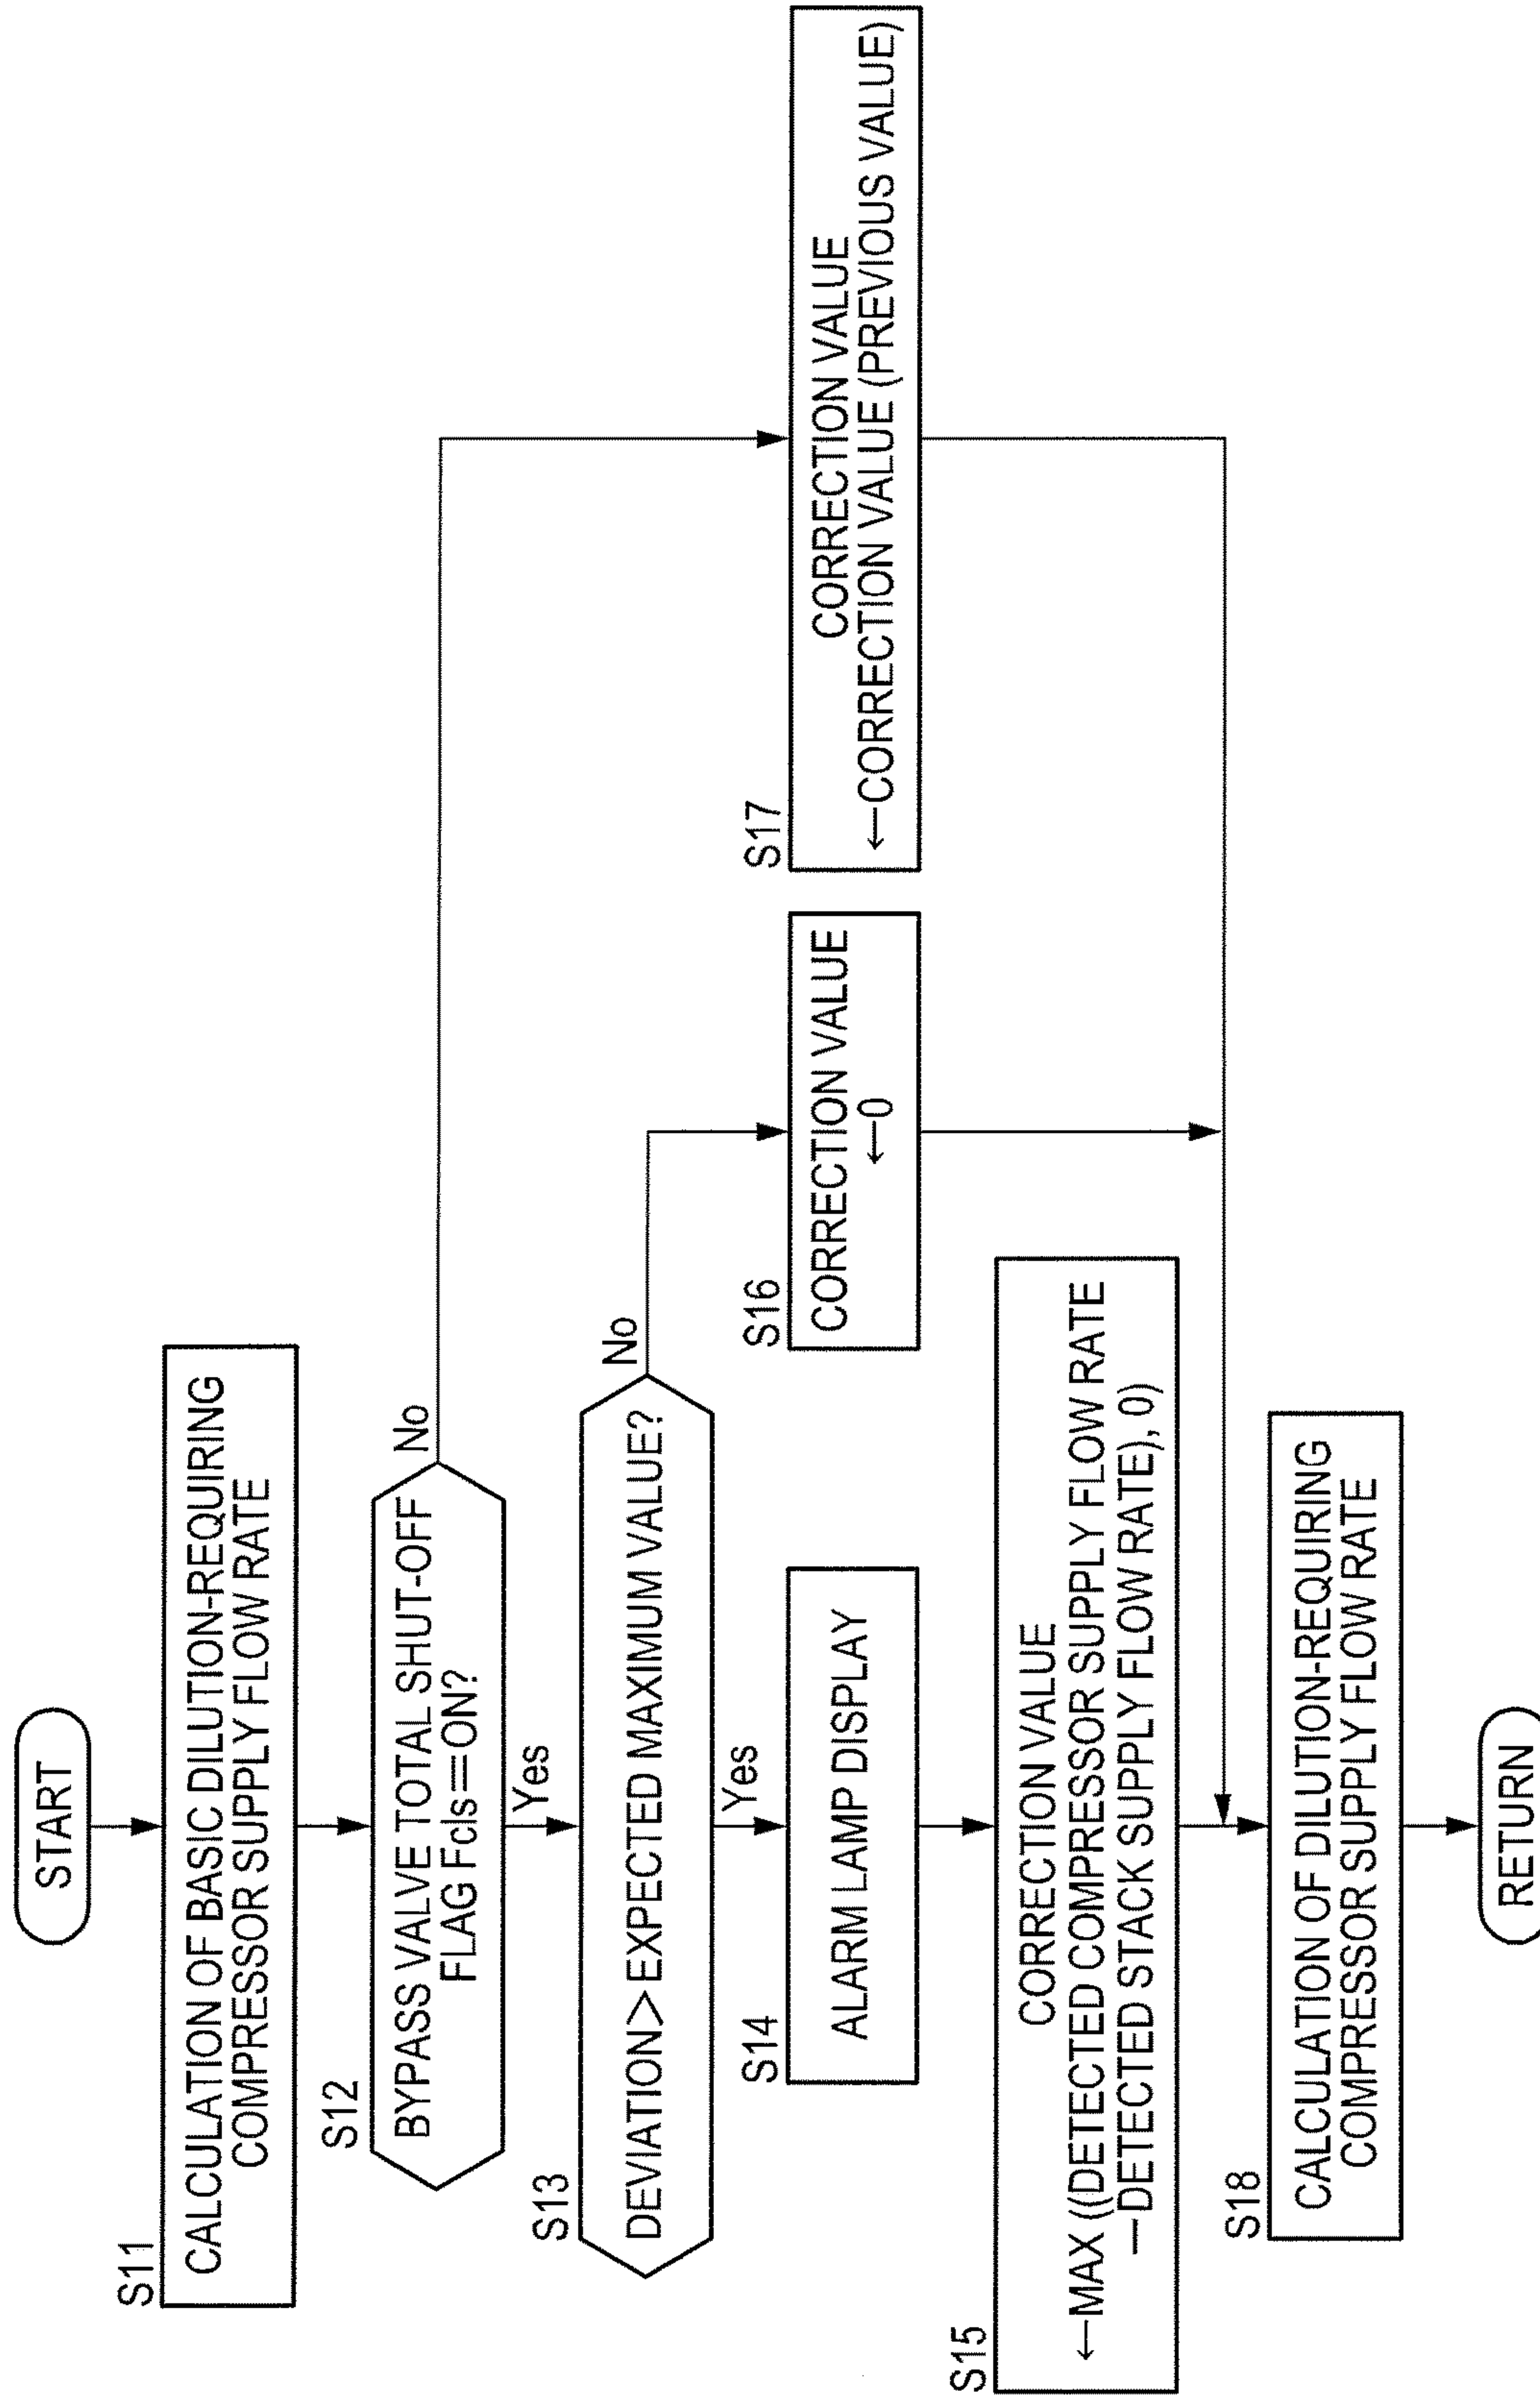 START
S11
CALCULATION OF BASIC DILUTION-REQUIRING
COMPRESSOR SUPPLY FLOW RATE
S12
BYPASS VALVE TOTAL SHUT-OFF
FLAG Fcls=ON?
No
Yes
S13
DEVIATION>EXPECTED MAXIMUM VALUE?
No
Yes
S14
ALARM LAMP DISPLAY
S16
CORRECTION VALUE
←0
S17
CORRECTION VALUE
←CORRECTION VALUE (PREVIOUS VALUE)
S15
CORRECTION VALUE
←MAX ((DETECTED COMPRESSOR SUPPLY FLOW RATE
—DETECTED STACK SUPPLY FLOW RATE), 0)
S18
CALCULATION OF DILUTION-REQUIRING
COMPRESSOR SUPPLY FLOW RATE
RETURN